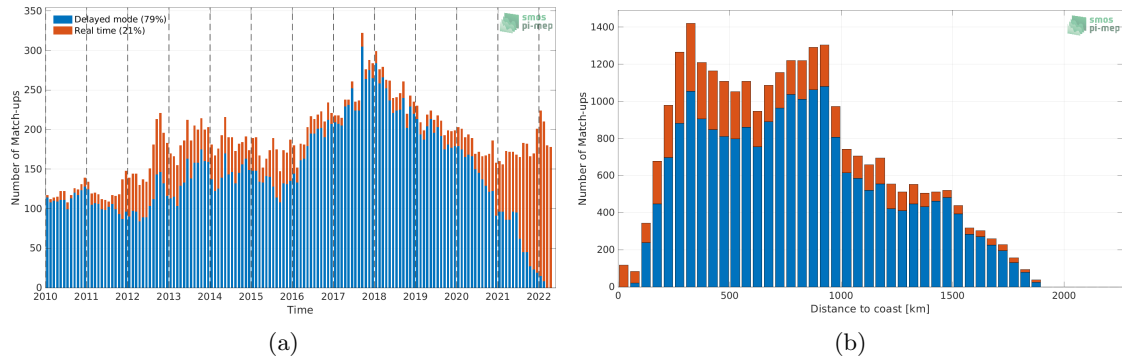 Delayed mode (79%)
Real time (21%)
smos
pi-mep
350
300
250
200
150
100
50
0
Number of Match-ups
2010 2011 2012 2013 2014 2015 2016 2017 2018 2019 2020 2021 2022
Time
(a)
smos
pi-mep
1400
1200
1000
800
600
400
200
0
Number of Match-ups
0 500 1000 1500 2000
Distance to coast [km]
(b)